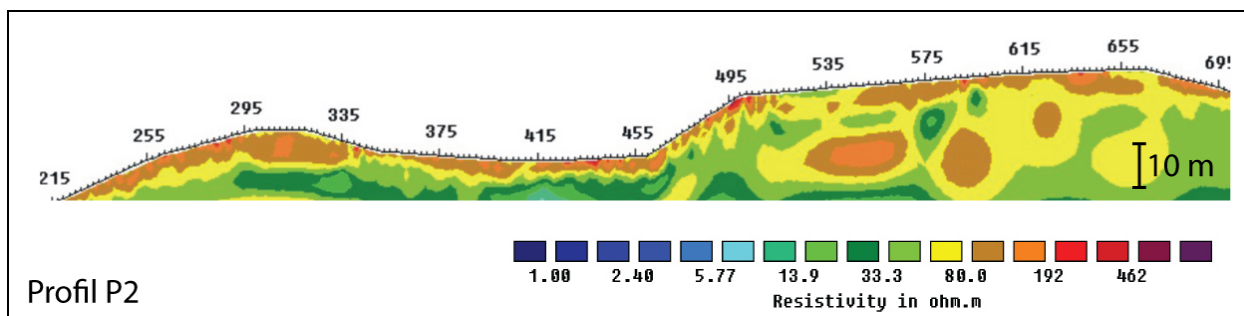 215 255 295 335 375 415 455 495 535 575 615 655 695
10 m
1.00 2.40 5.77 13.9 33.3 80.0 192 462
Resistivity in ohm.m
Profil P2